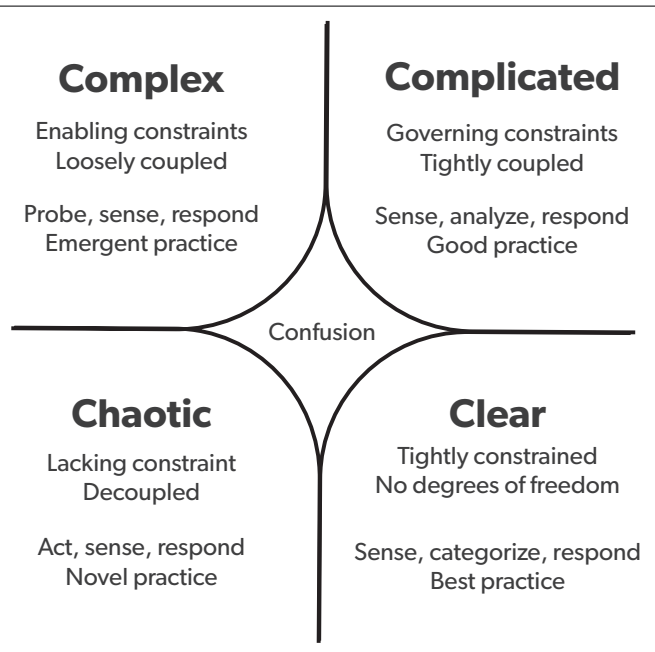 Complex
Enabling constraints
Loosely coupled
Probe, sense, respond
Emergent practice
Complicated
Governing constraints
Tightly coupled
Sense, analyze, respond
Good practice
Confusion
Chaotic
Lacking constraint
Decoupled
Act, sense, respond
Novel practice
Clear
Tightly constrained
No degrees of freedom
Sense, categorize, respond
Best practice